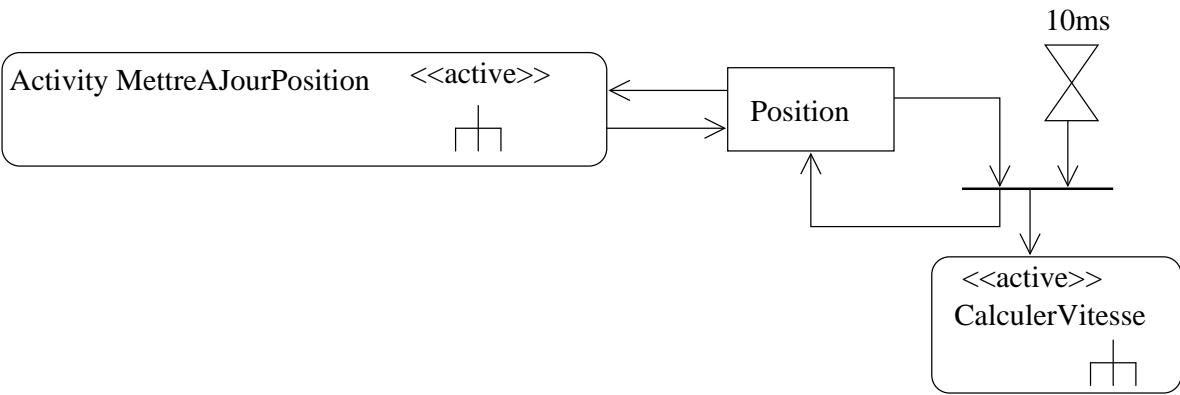 10ms
Activity MettreAJourPosition <<active>>
Position
<<active>>
CalculerVitesse